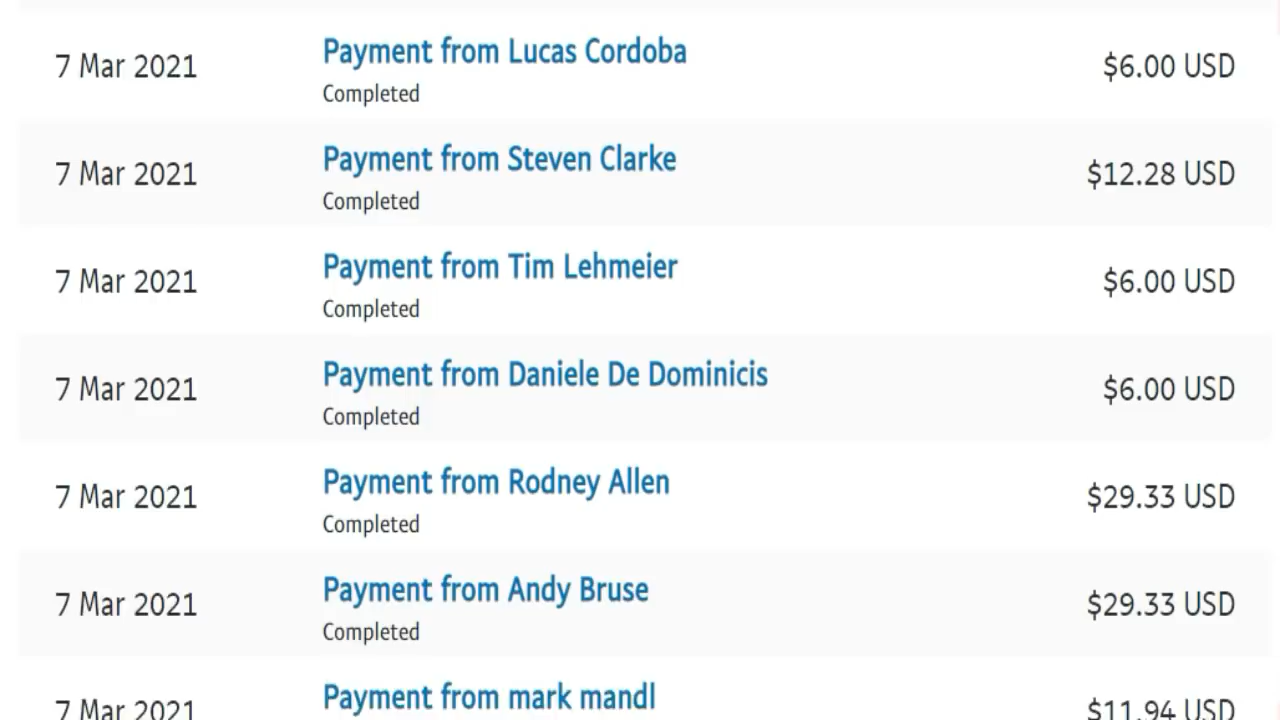 7 Mar 2021 Payment from Lucas Cordoba $6.00 USD
Completed
7 Mar 2021 Payment from Steven Clarke $12.28 USD
Completed
7 Mar 2021 Payment from Tim Lehmeier $6.00 USD
Completed
7 Mar 2021 Payment from Daniele De Dominicis $6.00 USD
Completed
7 Mar 2021 Payment from Rodney Allen $29.33 USD
Completed
7 Mar 2021 Payment from Andy Bruse $29.33 USD
Completed
7 Mar 2021 Payment from mark mandl $11.94 USD